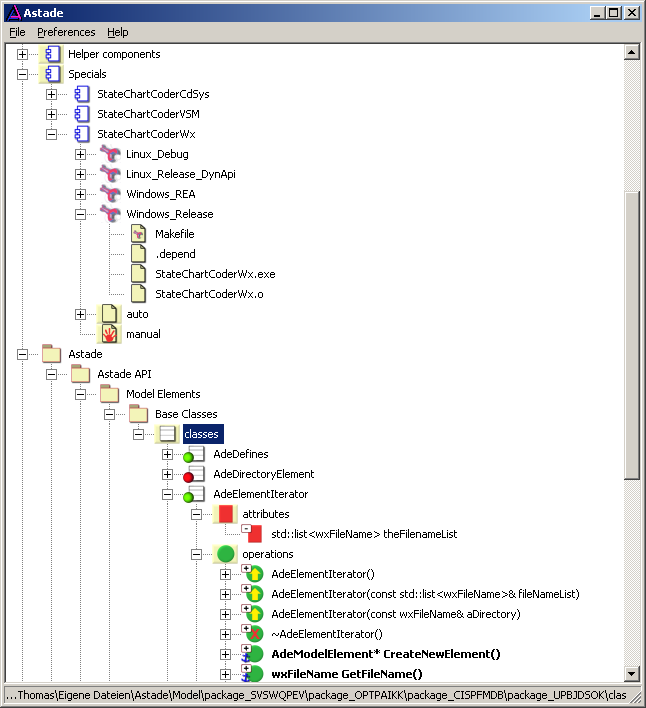 Astade
File Preferences Help
Helper components
Specials
StateChartCoderCdSys
StateChartCoderVSM
StateChartCoderWx
Linux_Debug
Linux_Release_DynApi
Windows_REA
Windows_Release
Makefile
.depend
StateChartCoderWx.exe
StateChartCoderWx.o
auto
manual
Astade
Astade API
Model Elements
Base Classes
classes
AdeDefines
AdeDirectoryElement
AdeElementIterator
attributes
std::list<wxFileName> theFilenameList
operations
AdeElementIterator()
AdeElementIterator(const std::list<wxFileName>& fileNameList)
AdeElementIterator(const wxFileName& aDirectory)
~AdeElementIterator()
AdeModelElement* CreateNewElement()
wxFileName GetFileName()
...Thomas\Eigene Dateien\Astade\Model\package_SVSWQPEV\package_OPTPAIKK\package_CISPFMDB\package_UPBJDSOK\clas